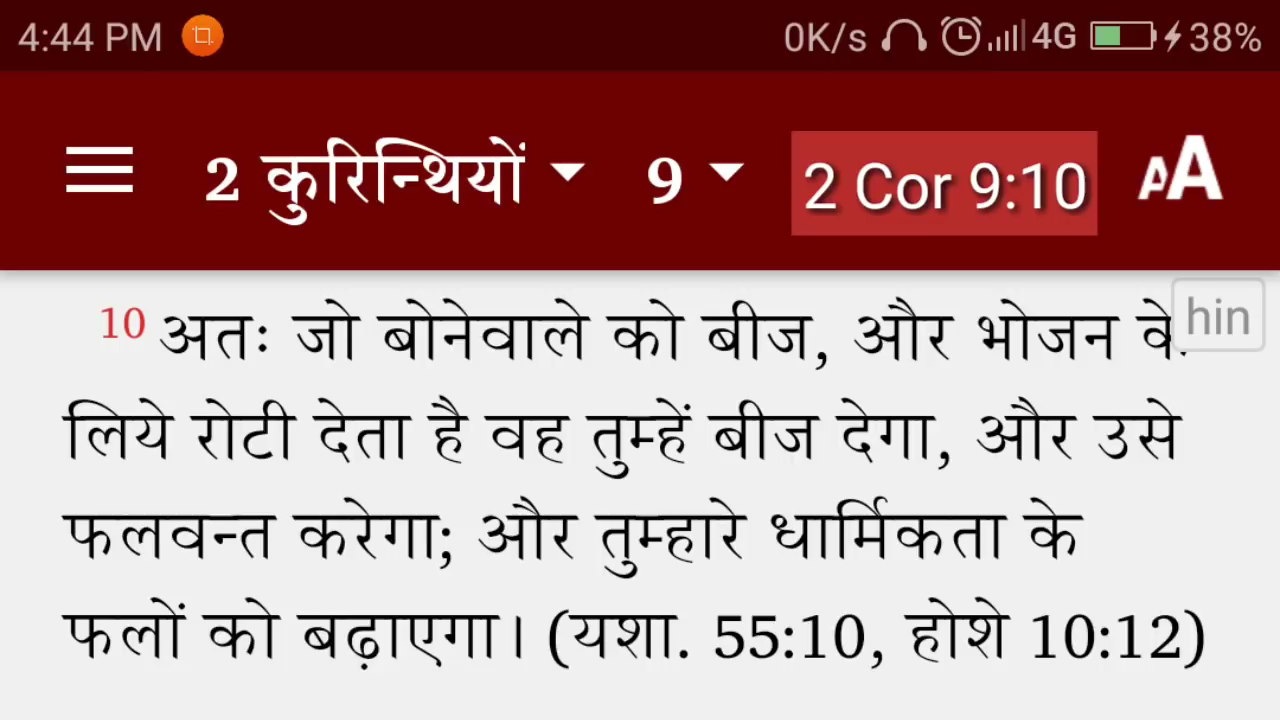 4:44 PM 0K/s 4G 38%
2 कुरिन्थियों 9 2 Cor 9:10 AA
hin
10 अतः जो बोनेवाले को बीज, और भोजन के
लिये रोटी देता है वह तुम्हें बीज देगा, और उसे
फलवन्त करेगा; और तुम्हारे धार्मिकता के
फलों को बढ़ाएगा। (यशा. 55:10, होशे 10:12)